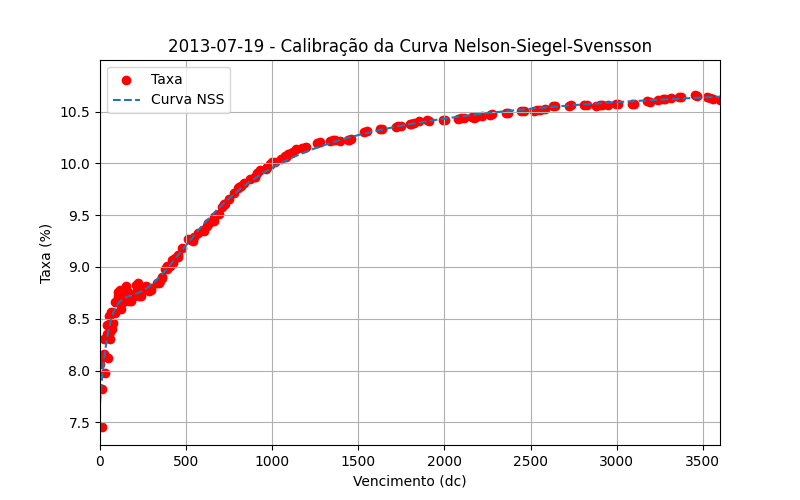 2013-07-19 - Calibração da Curva Nelson-Siegel-Svensson
Taxa
Curva NSS
Taxa (%)
10.5
10.0
9.5
9.0
8.5
8.0
7.5
0 500 1000 1500 2000 2500 3000 3500
Vencimento (dc)